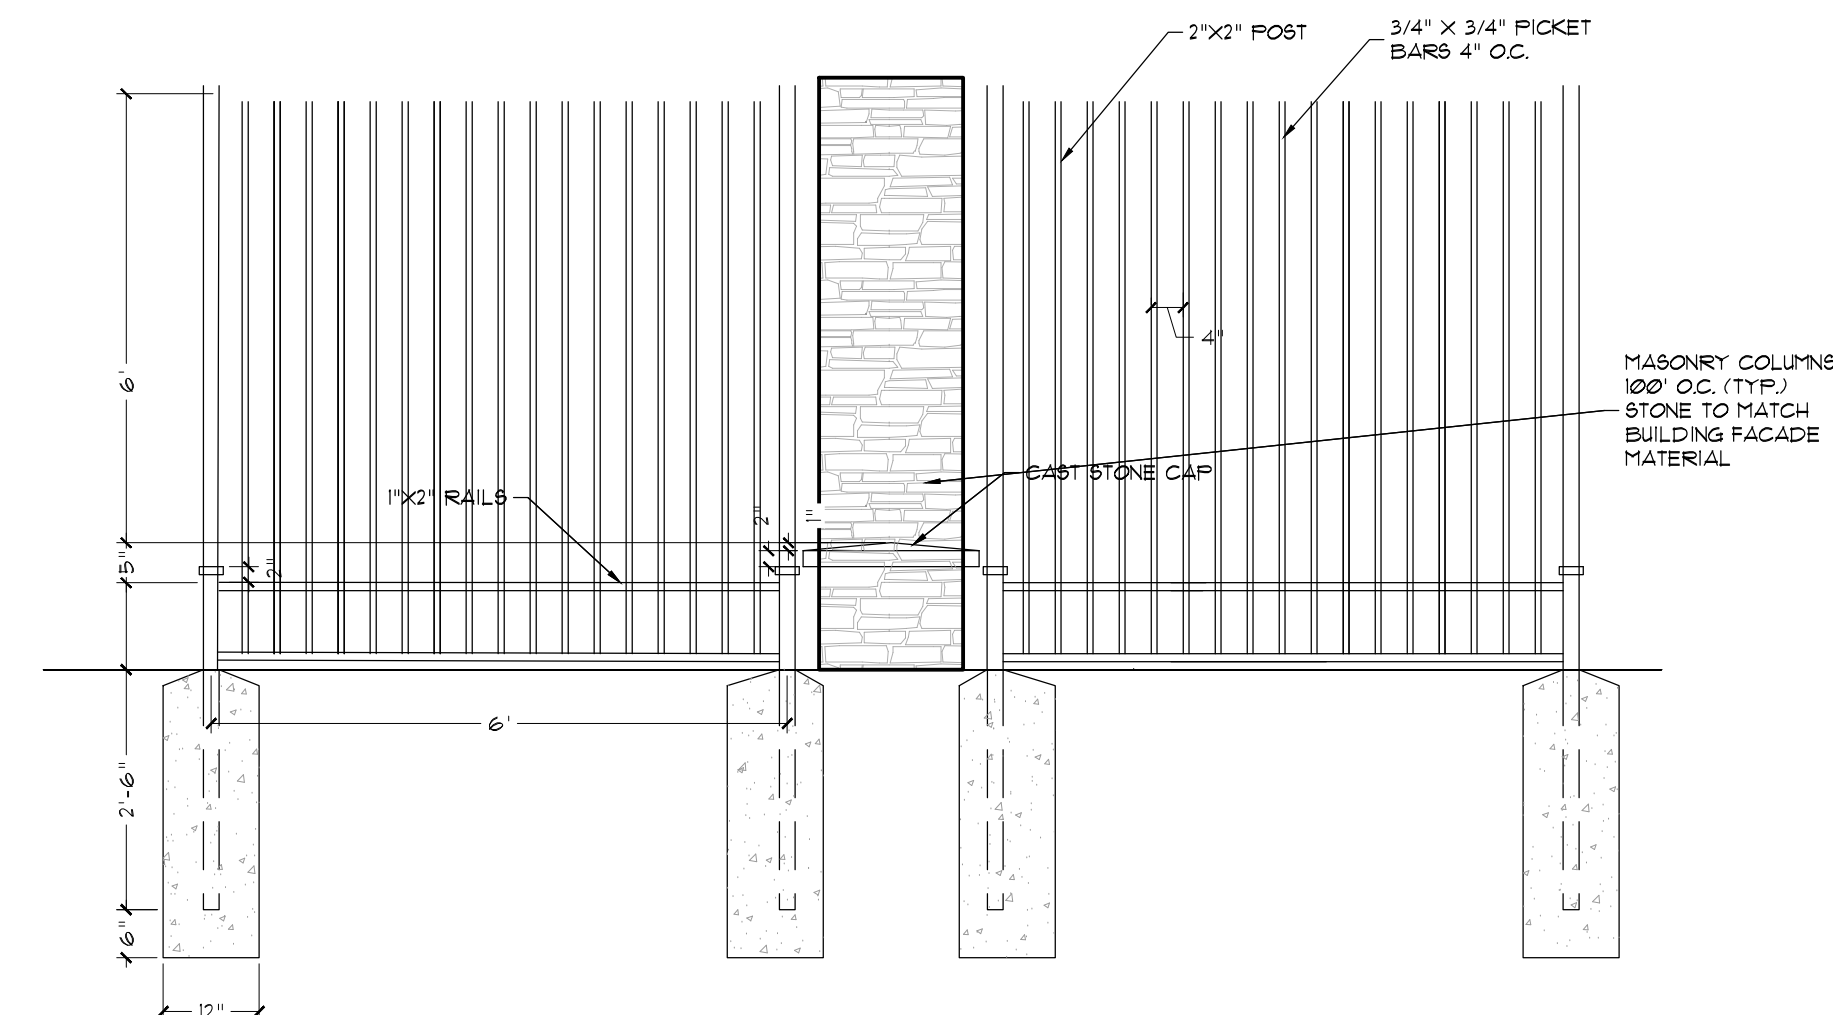 2"X2" POST
3/4" X 3/4" PICKET
BARS 4" O.C.
6'
4"
MASONRY COLUMNS
100' O.C. (TYP.)
STONE TO MATCH
BUILDING FACADE
MATERIAL
CAST STONE CAP
1"X2" RAILS
2"
1"
5"
2"
6'
2'-6"
6"
12"